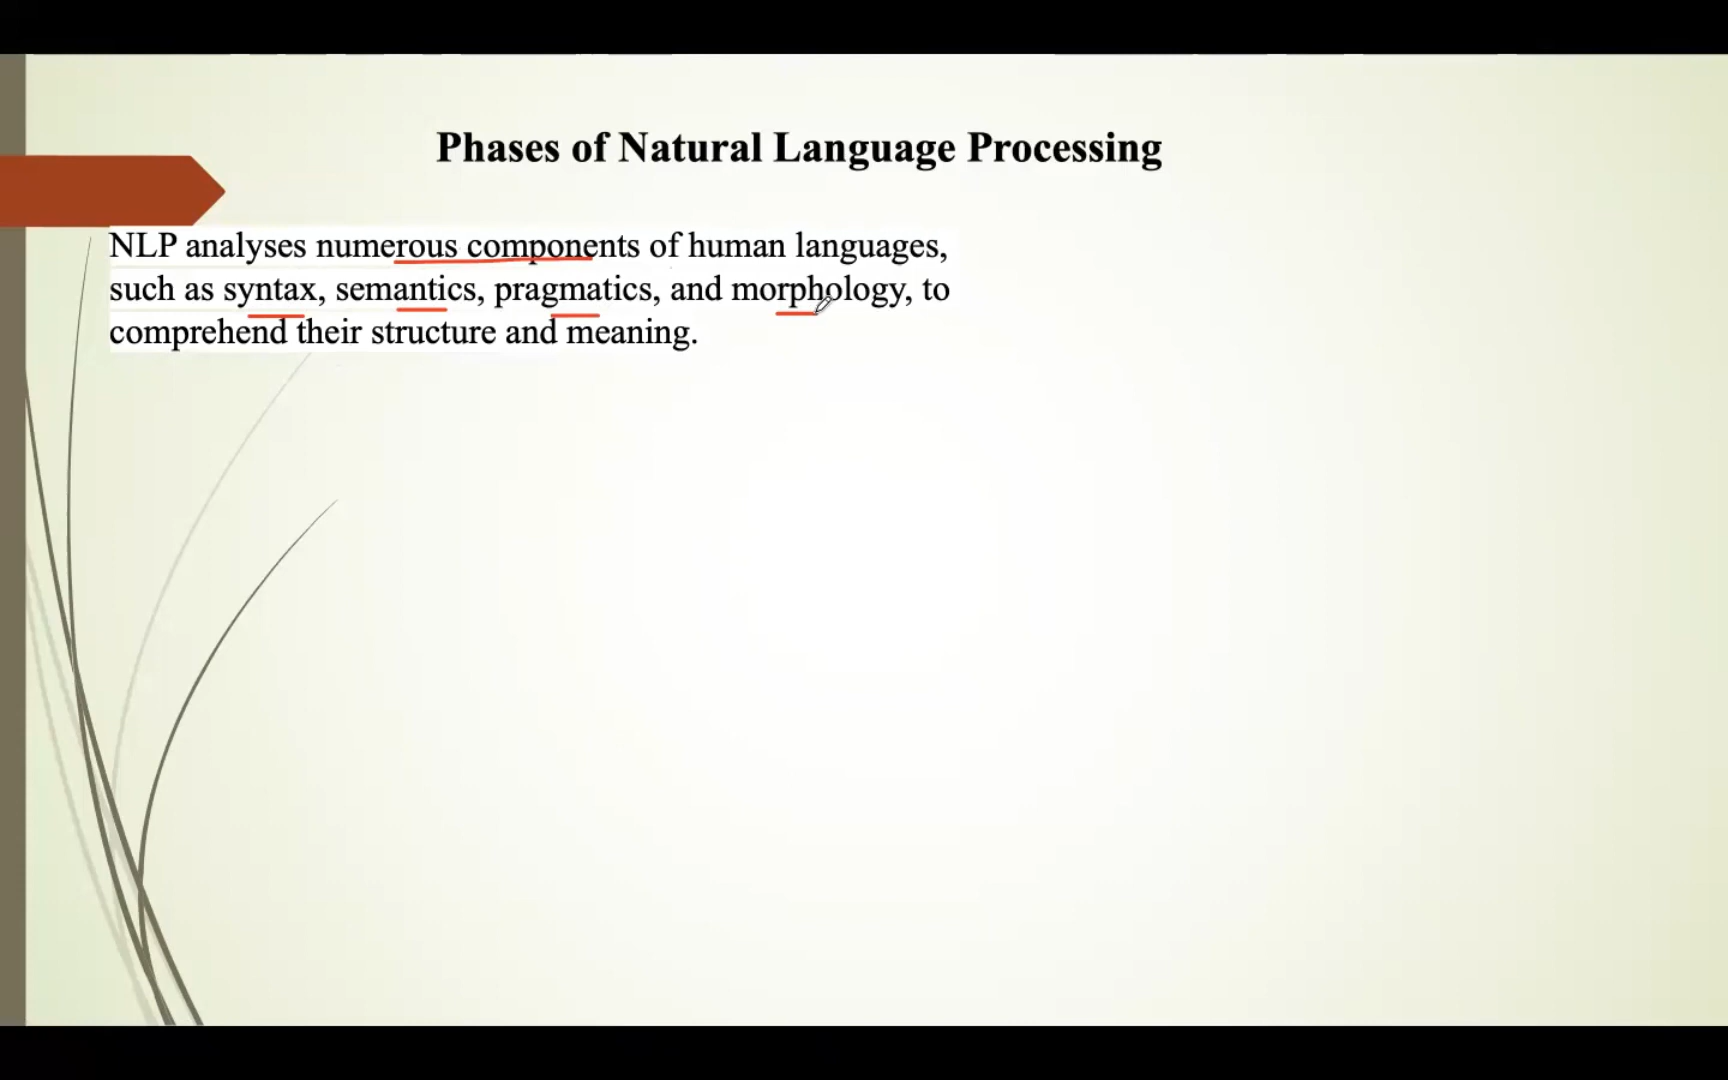 Phases of Natural Language Processing
NLP analyses numerous components of human languages,
such as syntax, semantics, pragmatics, and morphology, to
comprehend their structure and meaning.